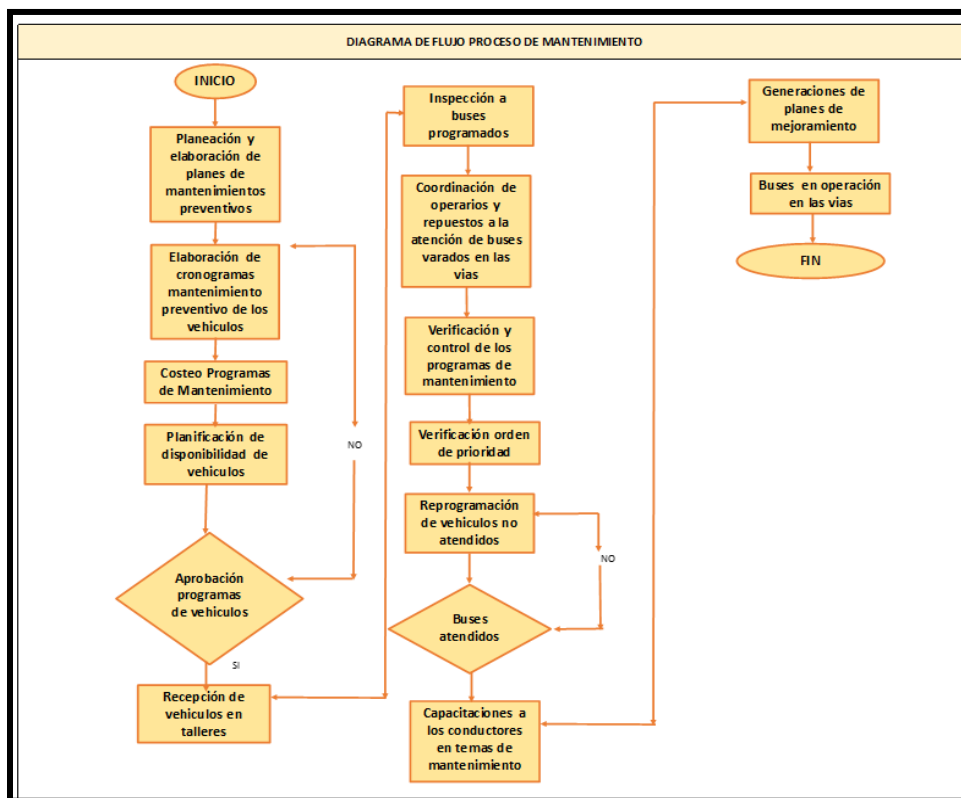 DIAGRAMA DE FLUJO PROCESO DE MANTENIMIENTO
INICIO
Planeación y
elaboración de
planes de
mantenimientos
preventivos
Elaboración de
cronogramas
mantenimiento
preventivo de los
vehiculos
Costeo Programas
de Mantenimiento
Planificación de
disponibilidad de
vehiculos
NO
Aprobación
programas
de vehiculos
SI
Recepción de
vehiculos en
talleres
Inspección a
buses
programados
Coordinación de
operarios y
repuestos a la
atención de buses
varados en las
vias
Verificación y
control de los
programas de
mantenimiento
Verificación orden
de prioridad
Reprogramación
de vehiculos no
atendidos
NO
Buses
atendidos
Capacitaciones a
los conductores
en temas de
mantenimiento
Generaciones de
planes de
mejoramiento
Buses en operación
en las vias
FIN